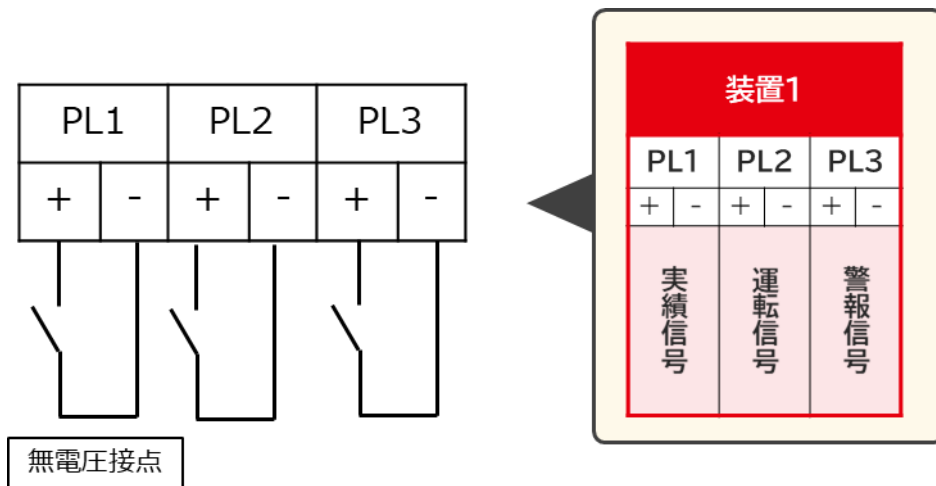 PL1 PL2 PL3
+ - + - + -
無電圧接点
装置1
PL1 PL2 PL3
+ - + - + -
実績信号
運転信号
警報信号